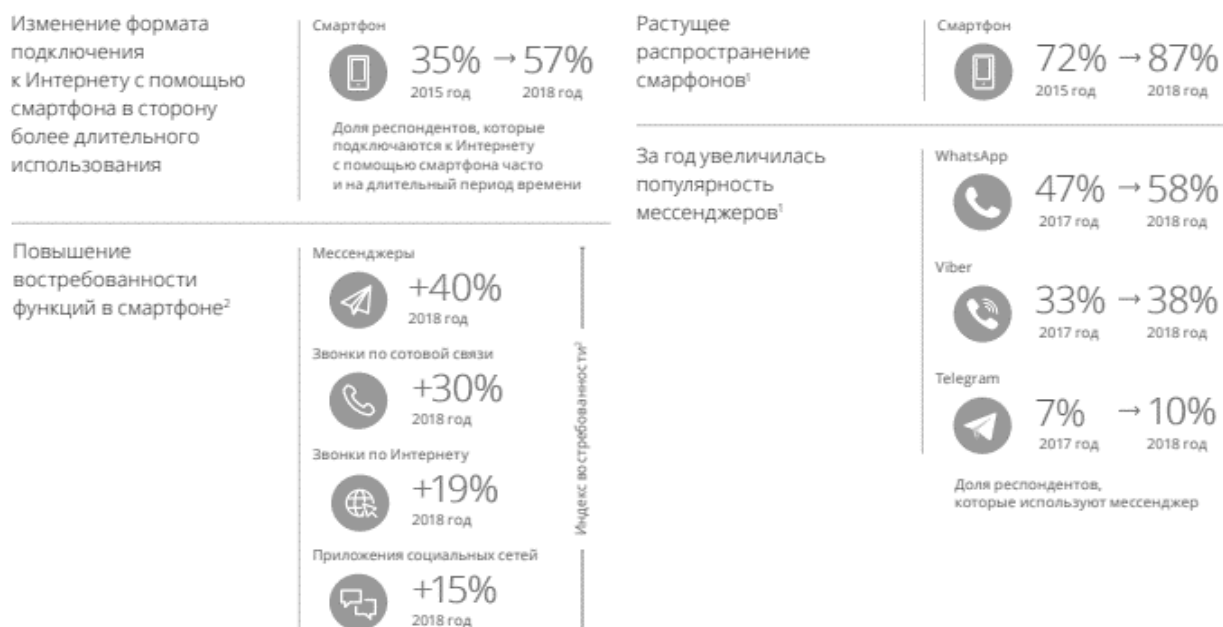 Изменение формата
подключения
к Интернету с помощью
смартфона в сторону
более длительного
использования
Смартфон
35% → 57%
2015 год 2018 год
Доля респондентов, которые
подключаются к Интернету
с помощью смартфона часто
и на длительный период времени
Повышение
востребованности
функций в смартфоне²
Мессенджеры
+40%
2018 год
Звонки по сотовой связи
+30%
2018 год
Звонки по Интернету
+19%
2018 год
Приложения социальных сетей
+15%
2018 год
Индекс востребованности²
Растущее
распространение
смарфонов¹
Смартфон
72% → 87%
2015 год 2018 год
За год увеличилась
популярность
мессенджеров¹
WhatsApp
47% → 58%
2017 год 2018 год
Viber
33% → 38%
2017 год 2018 год
Telegram
7% → 10%
2017 год 2018 год
Доля респондентов,
которые используют мессенджер